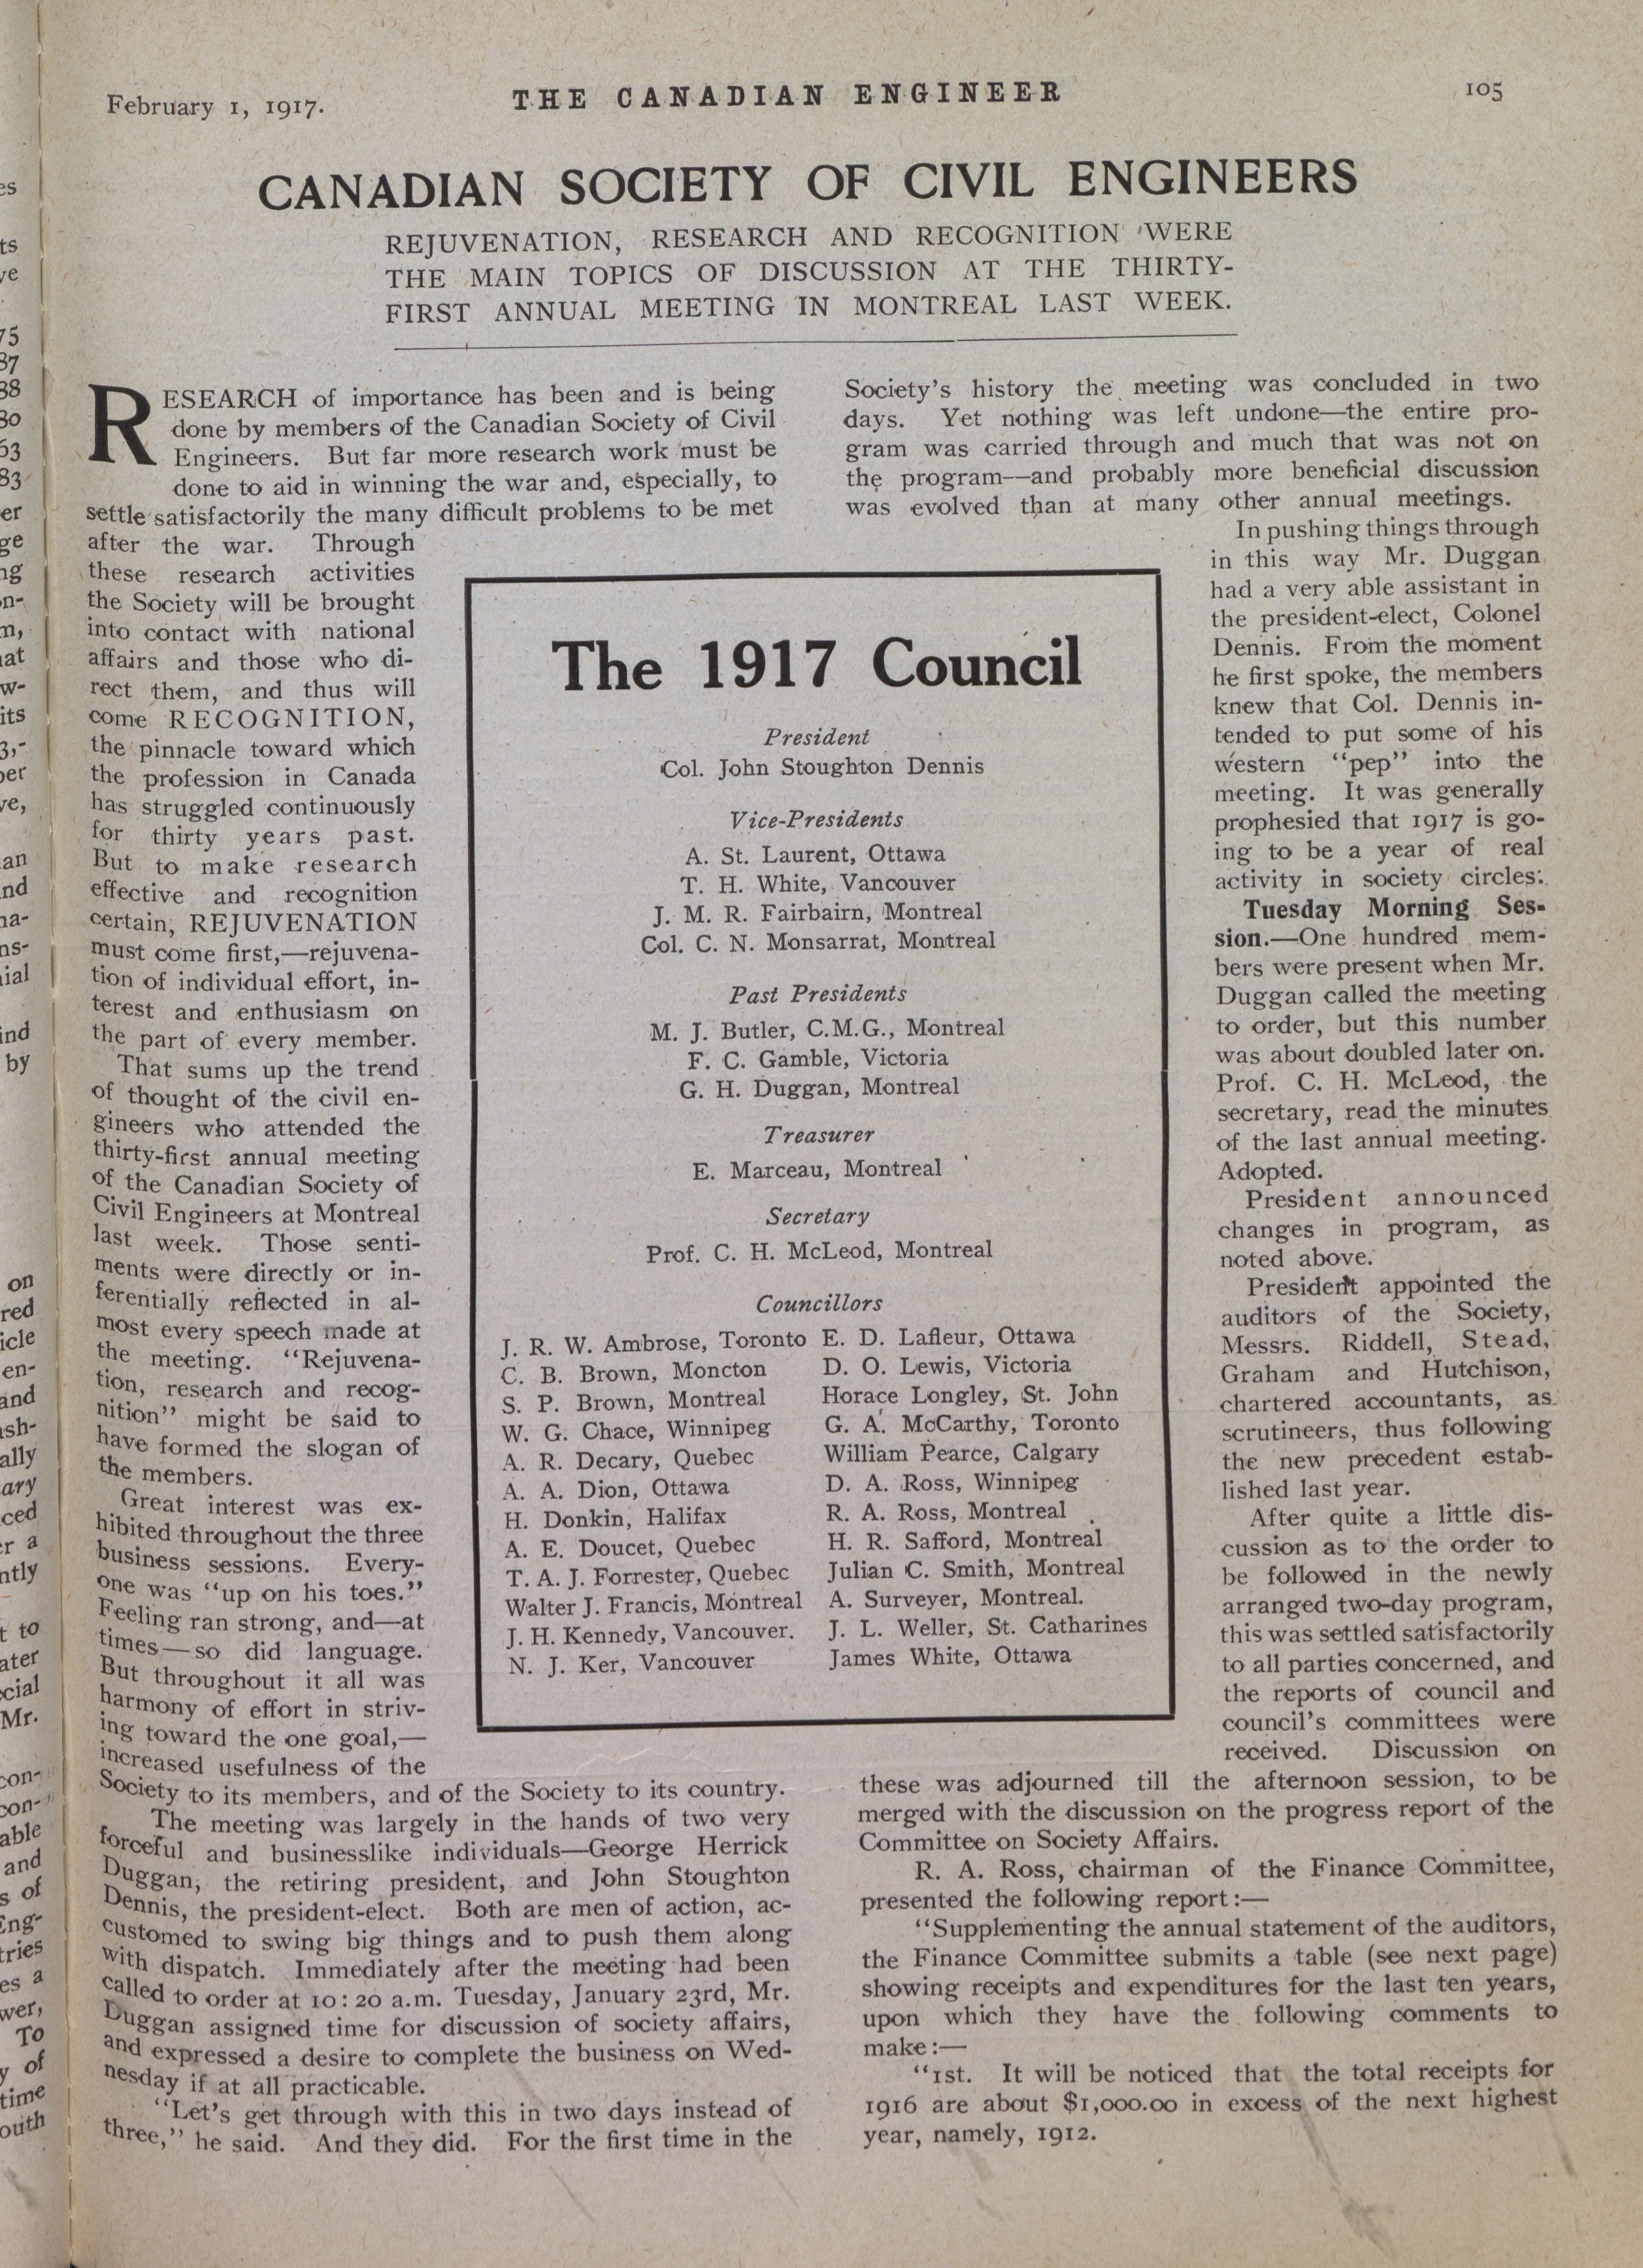 February 1, 1917.
THE CANADIAN ENGINEER
105
CANADIAN SOCIETY OF CIVIL ENGINEERS
REJUVENATION, RESEARCH AND RECOGNITION WERE
THE MAIN TOPICS OF DISCUSSION AT THE THIRTY-
FIRST ANNUAL MEETING IN MONTREAL LAST WEEK.
RESEARCH of importance has been and is being
done by members of the Canadian Society of Civil
Engineers. But far more research work must be
done to aid in winning the war and, especially, to
settle satisfactorily the many difficult problems to be met
after the war. Through
these research activities
the Society will be brought
into contact with national
affairs and those who di-
rect them, and thus will
come RECOGNITION,
the pinnacle toward which
the profession in Canada
has struggled continuously
for thirty years past.
But to make research
effective and recognition
certain, REJUVENATION
must come first,—rejuvena-
tion of individual effort, in-
terest and enthusiasm on
the part of every member.
That sums up the trend
of thought of the civil en-
gineers who attended the
thirty-first annual meeting
of the Canadian Society of
Civil Engineers at Montreal
last week. Those senti-
ments were directly or in-
ferentially reflected in al-
most every speech made at
the meeting. "Rejuvena-
tion, research and recog-
nition" might be said to
have formed the slogan of
the members.
Great interest was ex-
hibited throughout the three
business sessions. Every-
one was "up on his toes."
Feeling ran strong, and—at
times—so did language.
But throughout it all was
harmony of effort in striv-
ing toward the one goal,—
increased usefulness of the
Society to its members, and of the Society to its country.
The meeting was largely in the hands of two very
forceful and businesslike individuals—George Herrick
Duggan, the retiring president, and John Stoughton
Dennis, the president-elect. Both are men of action, ac-
customed to swing big things and to push them along
with dispatch. Immediately after the meeting had been
called to order at 10:20 a.m. Tuesday, January 23rd, Mr.
Duggan assigned time for discussion of society affairs,
and expressed a desire to complete the business on Wed-
nesday if at all practicable.
"Let's get through with this in two days instead of
three," he said. And they did. For the first time in the
The 1917 Council
President
Col. John Stoughton Dennis
Vice-Presidents
A. St. Laurent, Ottawa
T. H. White, Vancouver
J. M. R. Fairbairn, Montreal
Col. C. N. Monsarrat, Montreal
Past Presidents
M. J. Butler, C.M.G., Montreal
F. C. Gamble, Victoria
G. H. Duggan, Montreal
Treasurer
E. Marceau, Montreal
Secretary
Prof. C. H. McLeod, Montreal
Councillors
J. R. W. Ambrose, Toronto
C. B. Brown, Moncton
S. P. Brown, Montreal
W. G. Chace, Winnipeg
A. R. Decary, Quebec
A. A. Dion, Ottawa
H. Donkin, Halifax
A. E. Doucet, Quebec
T. A. J. Forrester, Quebec
Walter J. Francis, Montreal
J. H. Kennedy, Vancouver.
N. J. Ker, Vancouver
E. D. Lafleur, Ottawa
D. O. Lewis, Victoria
Horace Longley, St. John
G. A. McCarthy, Toronto
William Pearce, Calgary
D. A. Ross, Winnipeg
R. A. Ross, Montreal
H. R. Safford, Montreal
Julian C. Smith, Montreal
A. Surveyer, Montreal.
J. L. Weller, St. Catharines
James White, Ottawa
Society's history the meeting was concluded in two
days. Yet nothing was left undone—the entire pro-
gram was carried through and much that was not on
the program—and probably more beneficial discussion
was evolved than at many other annual meetings.
In pushing things through
in this way Mr. Duggan
had a very able assistant in
the president-elect, Colonel
Dennis. From the moment
he first spoke, the members
knew that Col. Dennis in-
tended to put some of his
western "pep" into the
meeting. It was generally
prophesied that 1917 is go-
ing to be a year of real
activity in society circles.
Tuesday Morning Ses-
sion.—One hundred mem-
bers were present when Mr.
Duggan called the meeting
to order, but this number
was about doubled later on.
Prof. C. H. McLeod, the
secretary, read the minutes
of the last annual meeting.
Adopted.
President announced
changes in program, as
noted above.
President appointed the
auditors of the Society,
Messrs. Riddell, Stead,
Graham and Hutchison,
chartered accountants, as
scrutineers, thus following
the new precedent estab-
lished last year.
After quite a little dis-
cussion as to the order to
be followed in the newly
arranged two-day program,
this was settled satisfactorily
to all parties concerned, and
the reports of council and
council's committees were
received. Discussion on
these was adjourned till the afternoon session, to be
merged with the discussion on the progress report of the
Committee on Society Affairs.
R. A. Ross, chairman of the Finance Committee,
presented the following report:—
"Supplementing the annual statement of the auditors,
the Finance Committee submits a table (see next page)
showing receipts and expenditures for the last ten years,
upon which they have the following comments to
make:—
"1st. It will be noticed that the total receipts for
1916 are about $1,000.00 in excess of the next highest
year, namely, 1912.